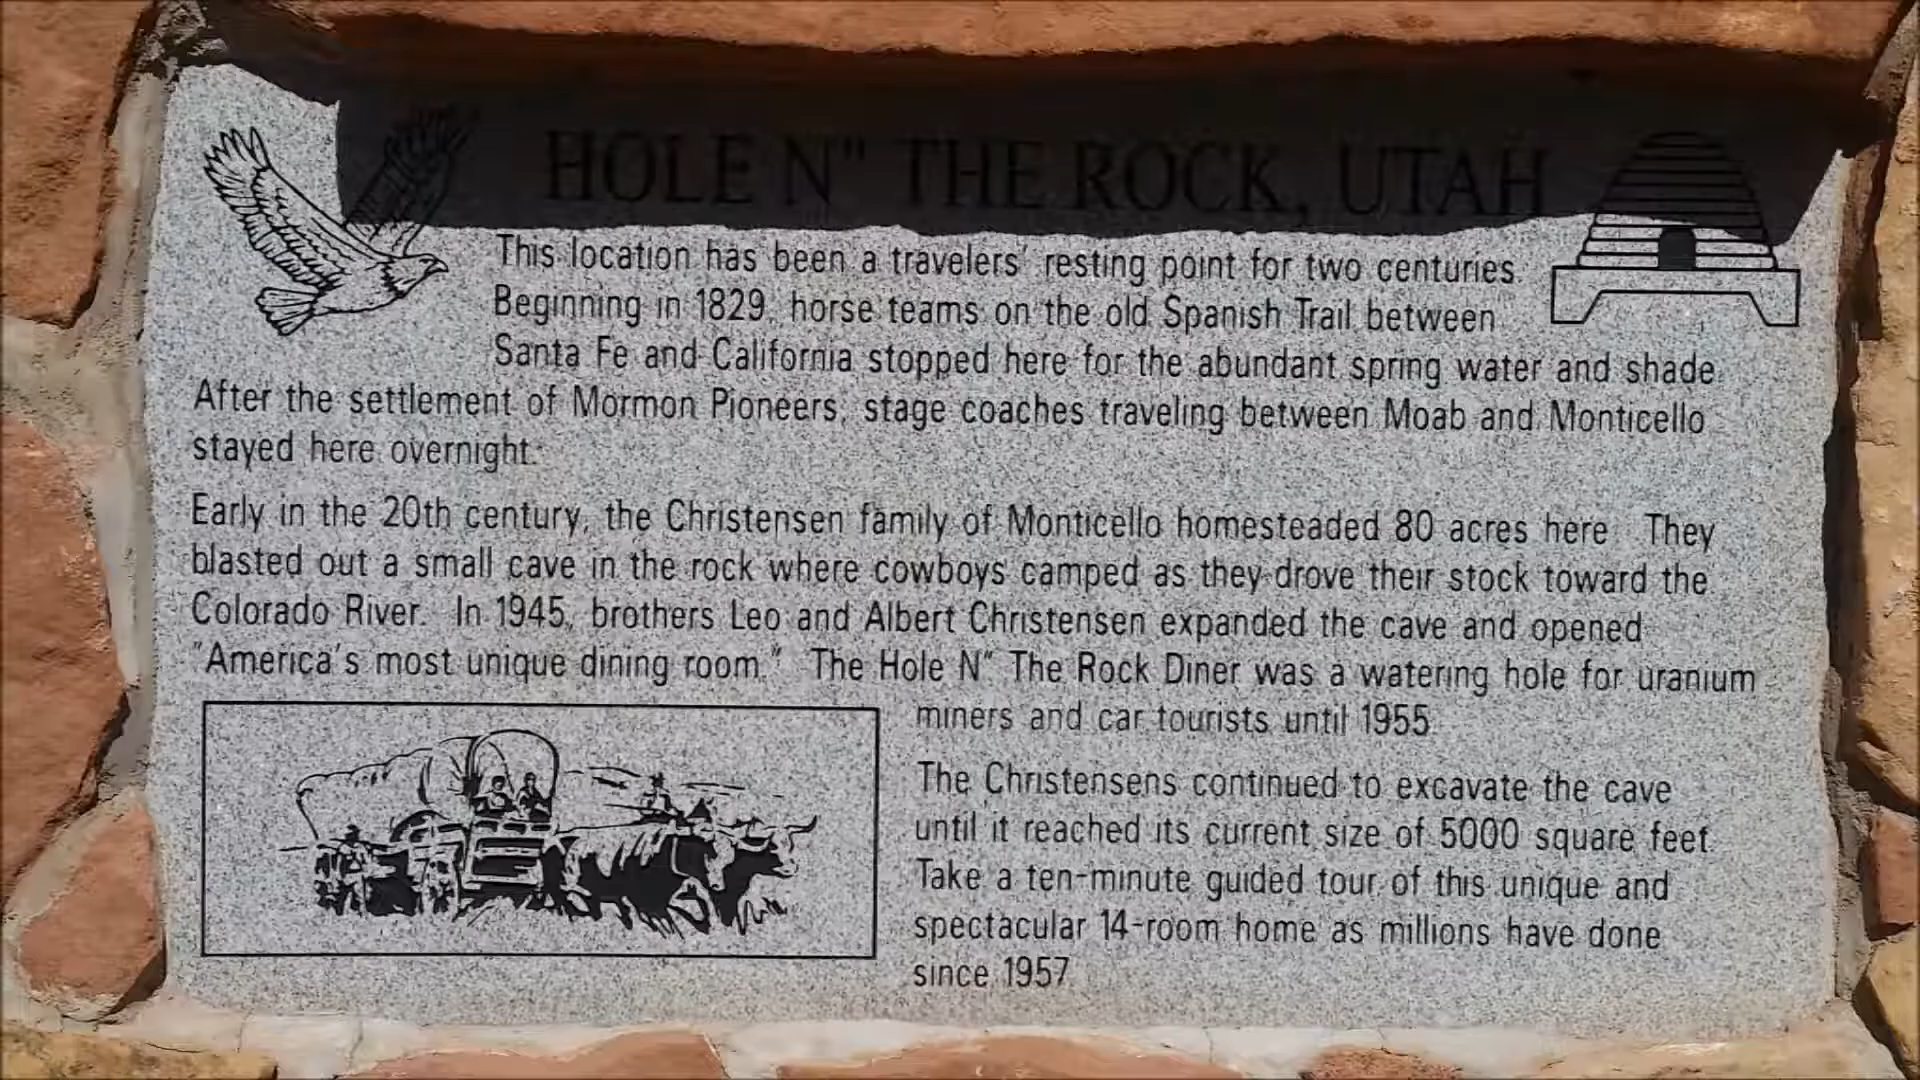 HOLE N" THE ROCK, UTAH
This location has been a travelers' resting point for two centuries.
Beginning in 1829, horse teams on the old Spanish Trail between
Santa Fe and California stopped here for the abundant spring water and shade.
After the settlement of Mormon Pioneers, stage coaches traveling between Moab and Monticello
stayed here overnight.
Early in the 20th century, the Christensen family of Monticello homesteaded 80 acres here. They
blasted out a small cave in the rock where cowboys camped as they drove their stock toward the
Colorado River. In 1945, brothers Leo and Albert Christensen expanded the cave and opened
"America's most unique dining room." The Hole N" The Rock Diner was a watering hole for uranium
miners and car tourists until 1955.
The Christensens continued to excavate the cave
until it reached its current size of 5000 square feet.
Take a ten-minute guided tour of this unique and
spectacular 14-room home as millions have done
since 1957.